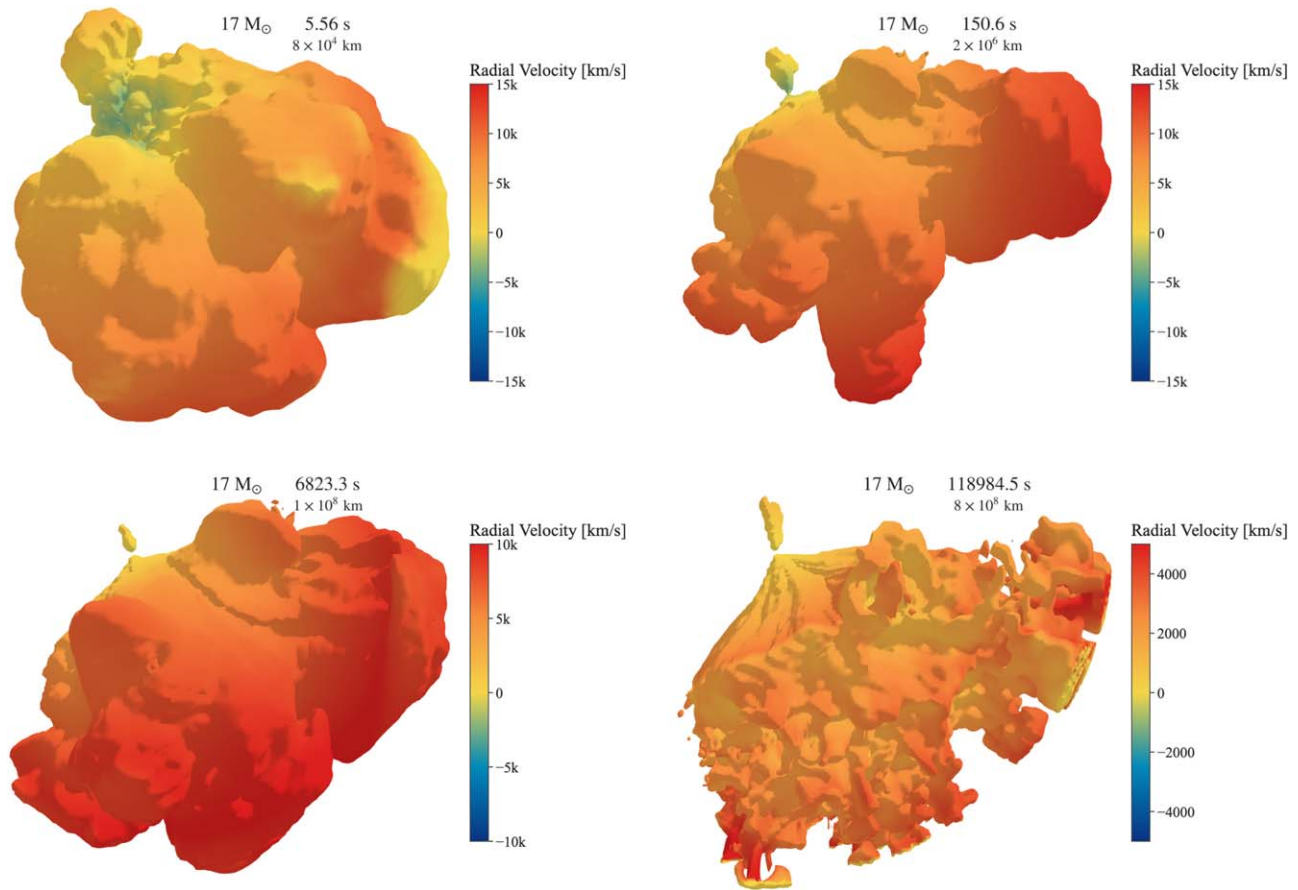 17 M☉ 5.56 s
8 × 10⁴ km
Radial Velocity [km/s]
15k
10k
5k
0
−5k
−10k
−15k
17 M☉ 150.6 s
2 × 10⁶ km
Radial Velocity [km/s]
15k
10k
5k
0
−5k
−10k
−15k
17 M☉ 6823.3 s
1 × 10⁸ km
Radial Velocity [km/s]
10k
5k
0
−5k
−10k
17 M☉ 118984.5 s
8 × 10⁸ km
Radial Velocity [km/s]
4000
2000
0
−2000
−4000